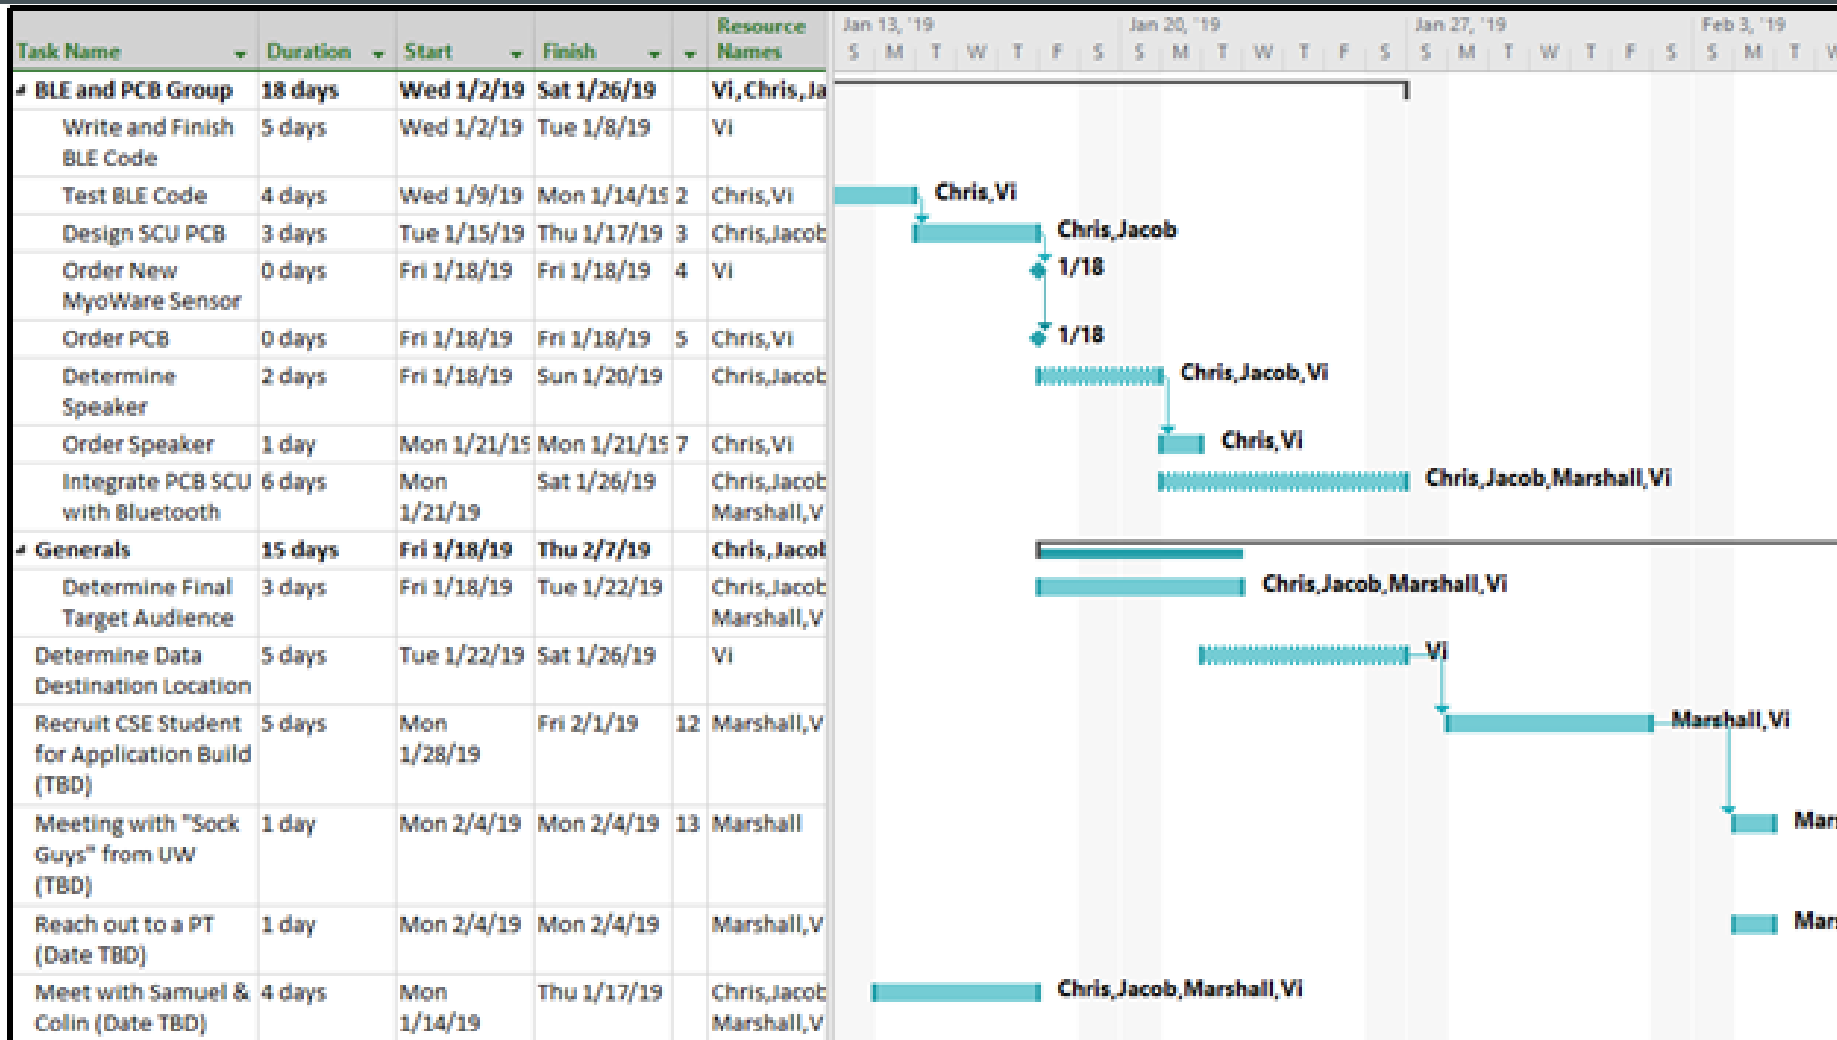 Resource
Jan 13, '19 Jan 20, '19 Jan 27, '19 Feb 3, '19
Task Name Duration Start Finish Names
S M T W T F S S M T W T F S S M T W T F S S M T W
BLE and PCB Group 18 days Wed 1/2/19 Sat 1/26/19 Vi,Chris,Ja
Write and Finish 5 days Wed 1/2/19 Tue 1/8/19 Vi
BLE Code
Test BLE Code 4 days Wed 1/9/19 Mon 1/14/19 2 Chris,Vi Chris,Vi
Design SCU PCB 3 days Tue 1/15/19 Thu 1/17/19 3 Chris,Jacob Chris,Jacob
Order New 0 days Fri 1/18/19 Fri 1/18/19 4 Vi 1/18
MyoWare Sensor
Order PCB 0 days Fri 1/18/19 Fri 1/18/19 5 Chris,Vi 1/18
Determine 2 days Fri 1/18/19 Sun 1/20/19 Chris,Jacob Chris,Jacob,Vi
Speaker
Order Speaker 1 day Mon 1/21/19 Mon 1/21/19 7 Chris,Vi Chris,Vi
Integrate PCB SCU 6 days Mon Sat 1/26/19 Chris,Jacob Chris,Jacob,Marshall,Vi
with Bluetooth 1/21/19 Marshall,V
Generals 15 days Fri 1/18/19 Thu 2/7/19 Chris,Jacob
Determine Final 3 days Fri 1/18/19 Tue 1/22/19 Chris,Jacob Chris,Jacob,Marshall,Vi
Target Audience Marshall,V
Determine Data 5 days Tue 1/22/19 Sat 1/26/19 Vi Vi
Destination Location
Recruit CSE Student 5 days Mon Fri 2/1/19 12 Marshall,V Marshall,Vi
for Application Build 1/28/19
(TBD)
Meeting with "Sock 1 day Mon 2/4/19 Mon 2/4/19 13 Marshall Mar
Guys" from UW
(TBD)
Reach out to a PT 1 day Mon 2/4/19 Mon 2/4/19 Marshall,V Mar
(Date TBD)
Meet with Samuel & 4 days Mon Thu 1/17/19 Chris,Jacob Chris,Jacob,Marshall,Vi
Colin (Date TBD) 1/14/19 Marshall,V